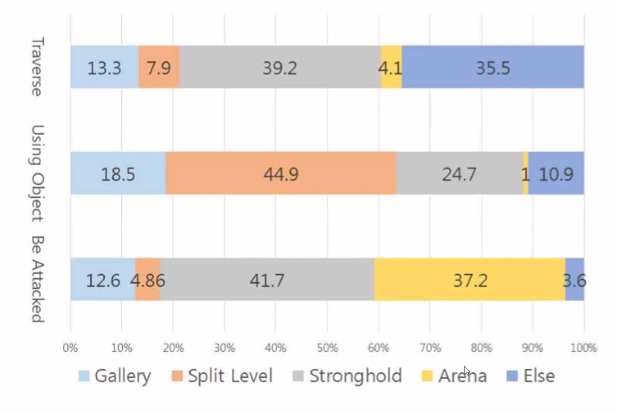 Traverse
13.3 7.9 39.2 4.1 35.5
Using Object
18.5 44.9 24.7 1 10.9
Be Attacked
12.6 4.86 41.7 37.2 3.6
0% 10% 20% 30% 40% 50% 60% 70% 80% 90% 100%
Gallery Split Level Stronghold Arena Else